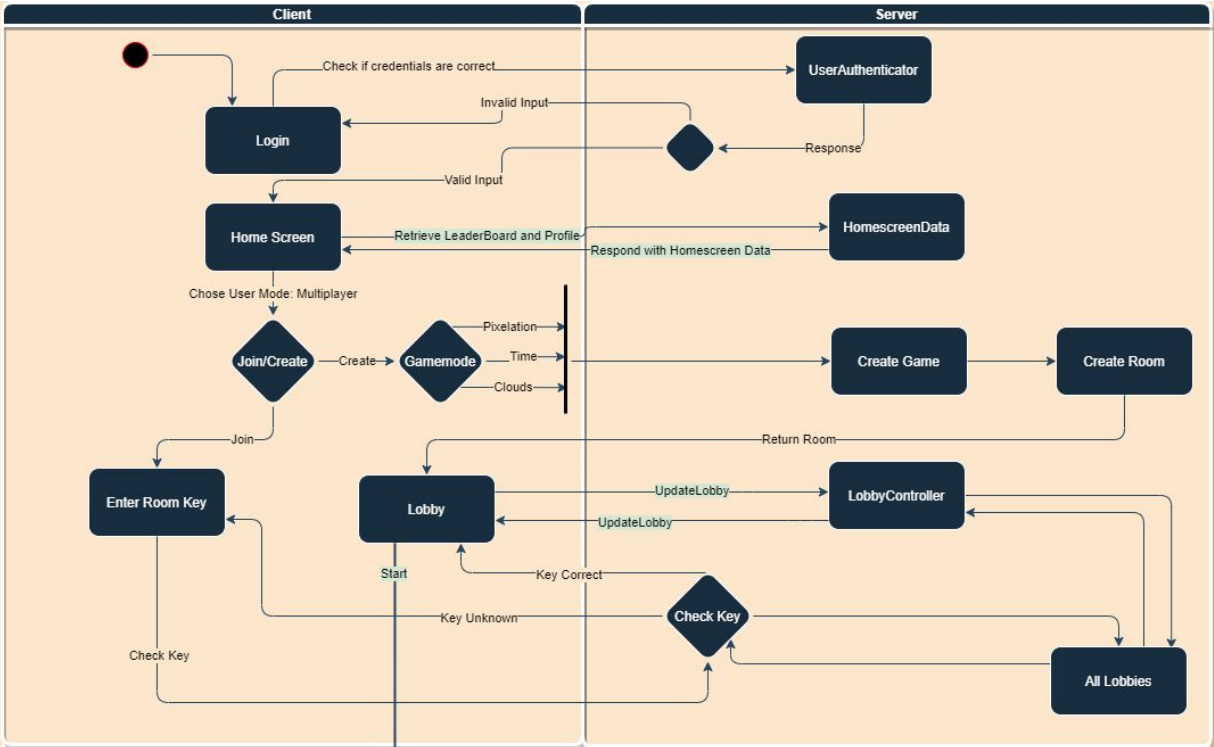 Client
Server
Check if credentials are correct
UserAuthenticator
Invalid Input
Login
Response
Valid Input
Home Screen
Retrieve LeaderBoard and Profile
HomescreenData
Respond with Homescreen Data
Chose User Mode: Multiplayer
Pixelation
Join/Create
Create
Gamemode
Time
Clouds
Create Game
Create Room
Join
Return Room
Enter Room Key
Lobby
UpdateLobby
LobbyController
UpdateLobby
Start
Key Correct
Key Unknown
Check Key
Check Key
All Lobbies